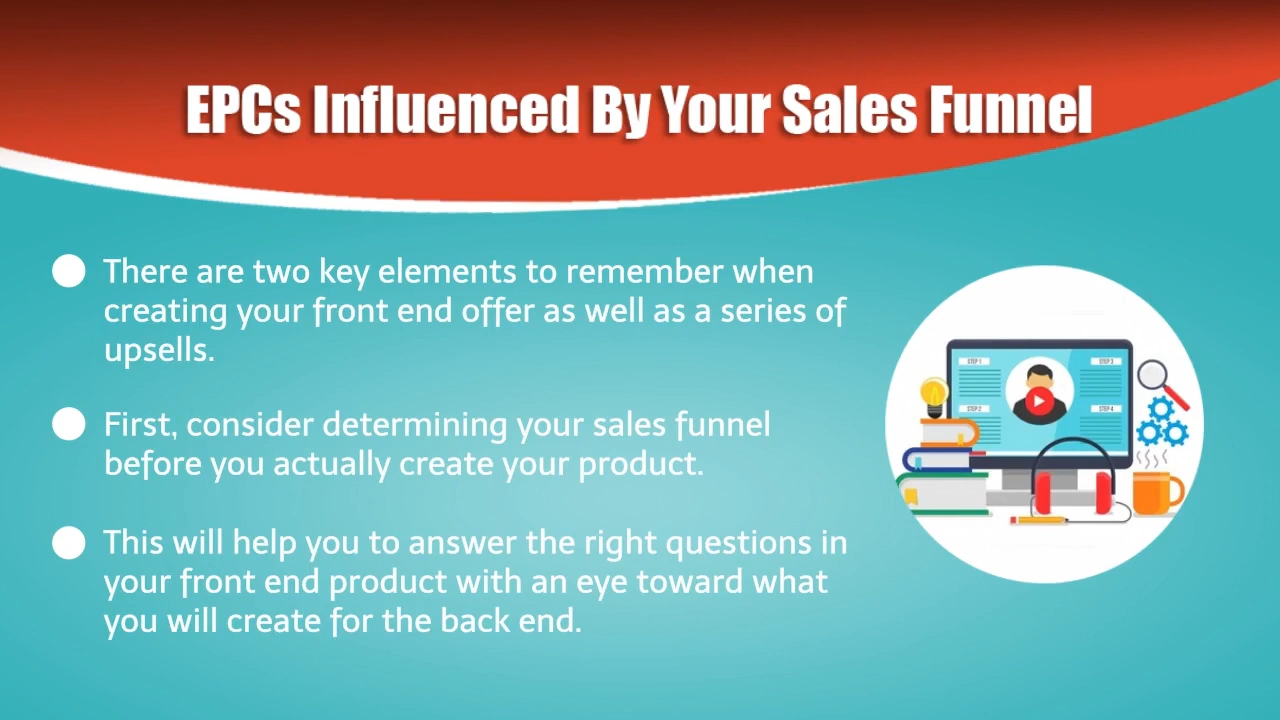 EPCs Influenced By Your Sales Funnel
There are two key elements to remember when
creating your front end offer as well as a series of
upsells.
First, consider determining your sales funnel
before you actually create your product.
This will help you to answer the right questions in
your front end product with an eye toward what
you will create for the back end.
STEP 1
STEP 3
STEP 2
STEP 4